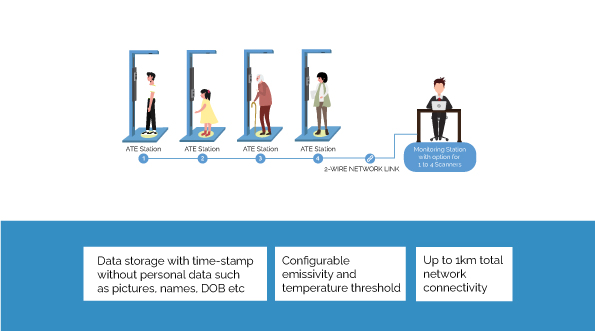 ATE Station
ATE Station
ATE Station
ATE Station
1
2
3
4
2-WIRE NETWORK LINK
Monitoring Station
with option for
1 to 4 Scanners
Data storage with time-stamp
without personal data such
as pictures, names, DOB etc
Configurable
emissivity and
temperature threshold
Up to 1km total
network
connectivity